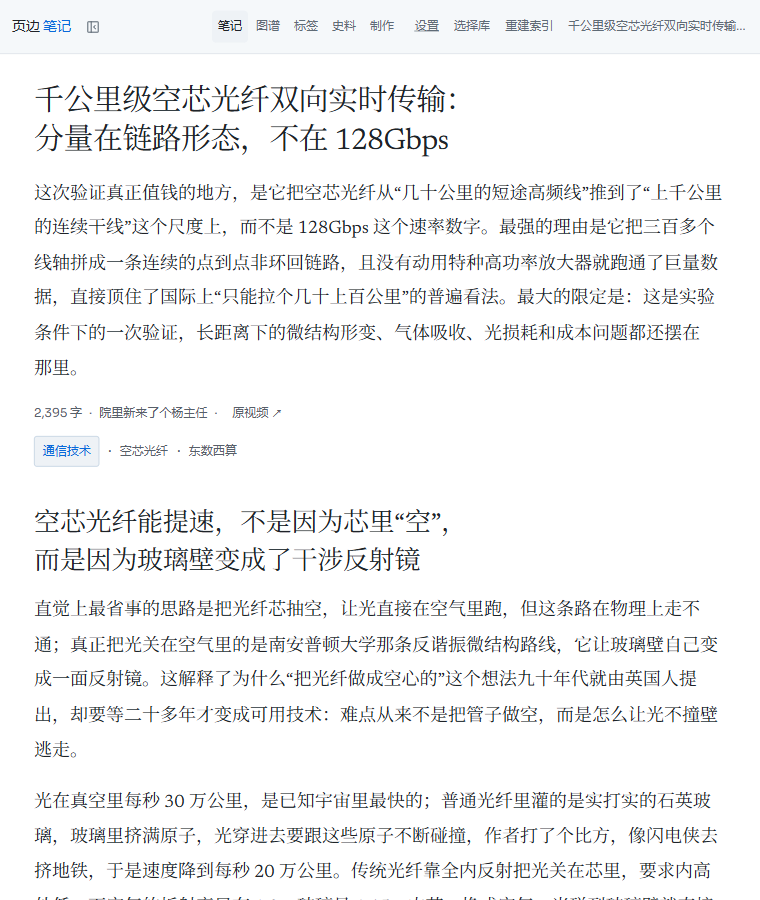 页边 笔记
笔记 图谱 标签 史料 制作 设置 选择库 重建索引 千公里级空芯光纤双向实时传输…
千公里级空芯光纤双向实时传输：
分量在链路形态，不在 128Gbps
这次验证真正值钱的地方，是它把空芯光纤从“几十公里的短途高频线”推到了“上千公里
的连续干线”这个尺度上，而不是 128Gbps 这个速率数字。最强的理由是它把三百多个
线轴拼成一条连续的点到点非环回链路，且没有动用特种高功率放大器就跑通了巨量数
据，直接顶住了国际上“只能拉个几十上百公里”的普遍看法。最大的限定是：这是实验
条件下的一次验证，长距离下的微结构形变、气体吸收、光损耗和成本问题都还摆在
那里。
2,395 字 · 院里新来了个杨主任 · 原视频 ↗
通信技术 · 空芯光纤 · 东数西算
空芯光纤能提速，不是因为芯里“空”，
而是因为玻璃壁变成了干涉反射镜
直觉上最省事的思路是把光纤芯抽空，让光直接在空气里跑，但这条路在物理上走不
通；真正把光关在空气里的是南安普顿大学那条反谐振微结构路线，它让玻璃壁自己变
成一面反射镜。这解释了为什么“把光纤做成空心的”这个想法九十年代就由英国人提
出，却要等二十多年才变成可用技术：难点从来不是把管子做空，而是怎么让光不撞壁
逃走。
光在真空里每秒 30 万公里，是已知宇宙里最快的；普通光纤里灌的是实打实的石英玻
璃，玻璃里挤满原子，光穿进去要跟这些原子不断碰撞，作者打了个比方，像闪电侠去
挤地铁，于是速度降到每秒 20 万公里。传统光纤靠全内反射把光关在芯里，要求内高